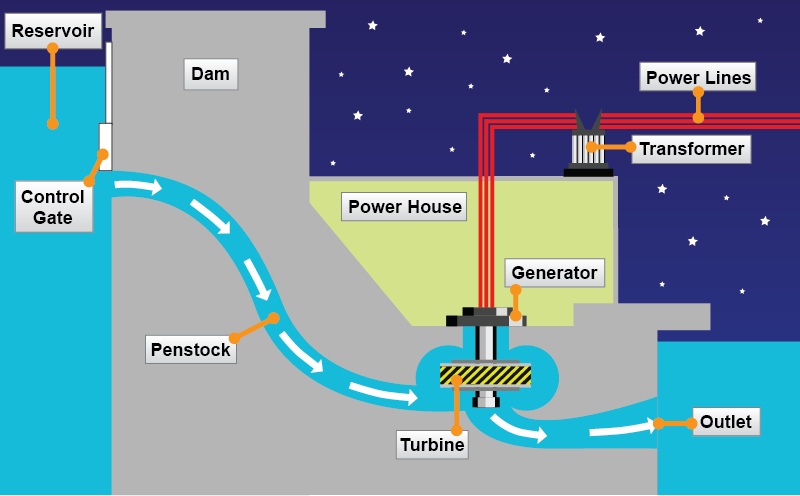 Reservoir
Dam
Power Lines
Transformer
Control
Gate
Power House
Generator
Penstock
Turbine
Outlet